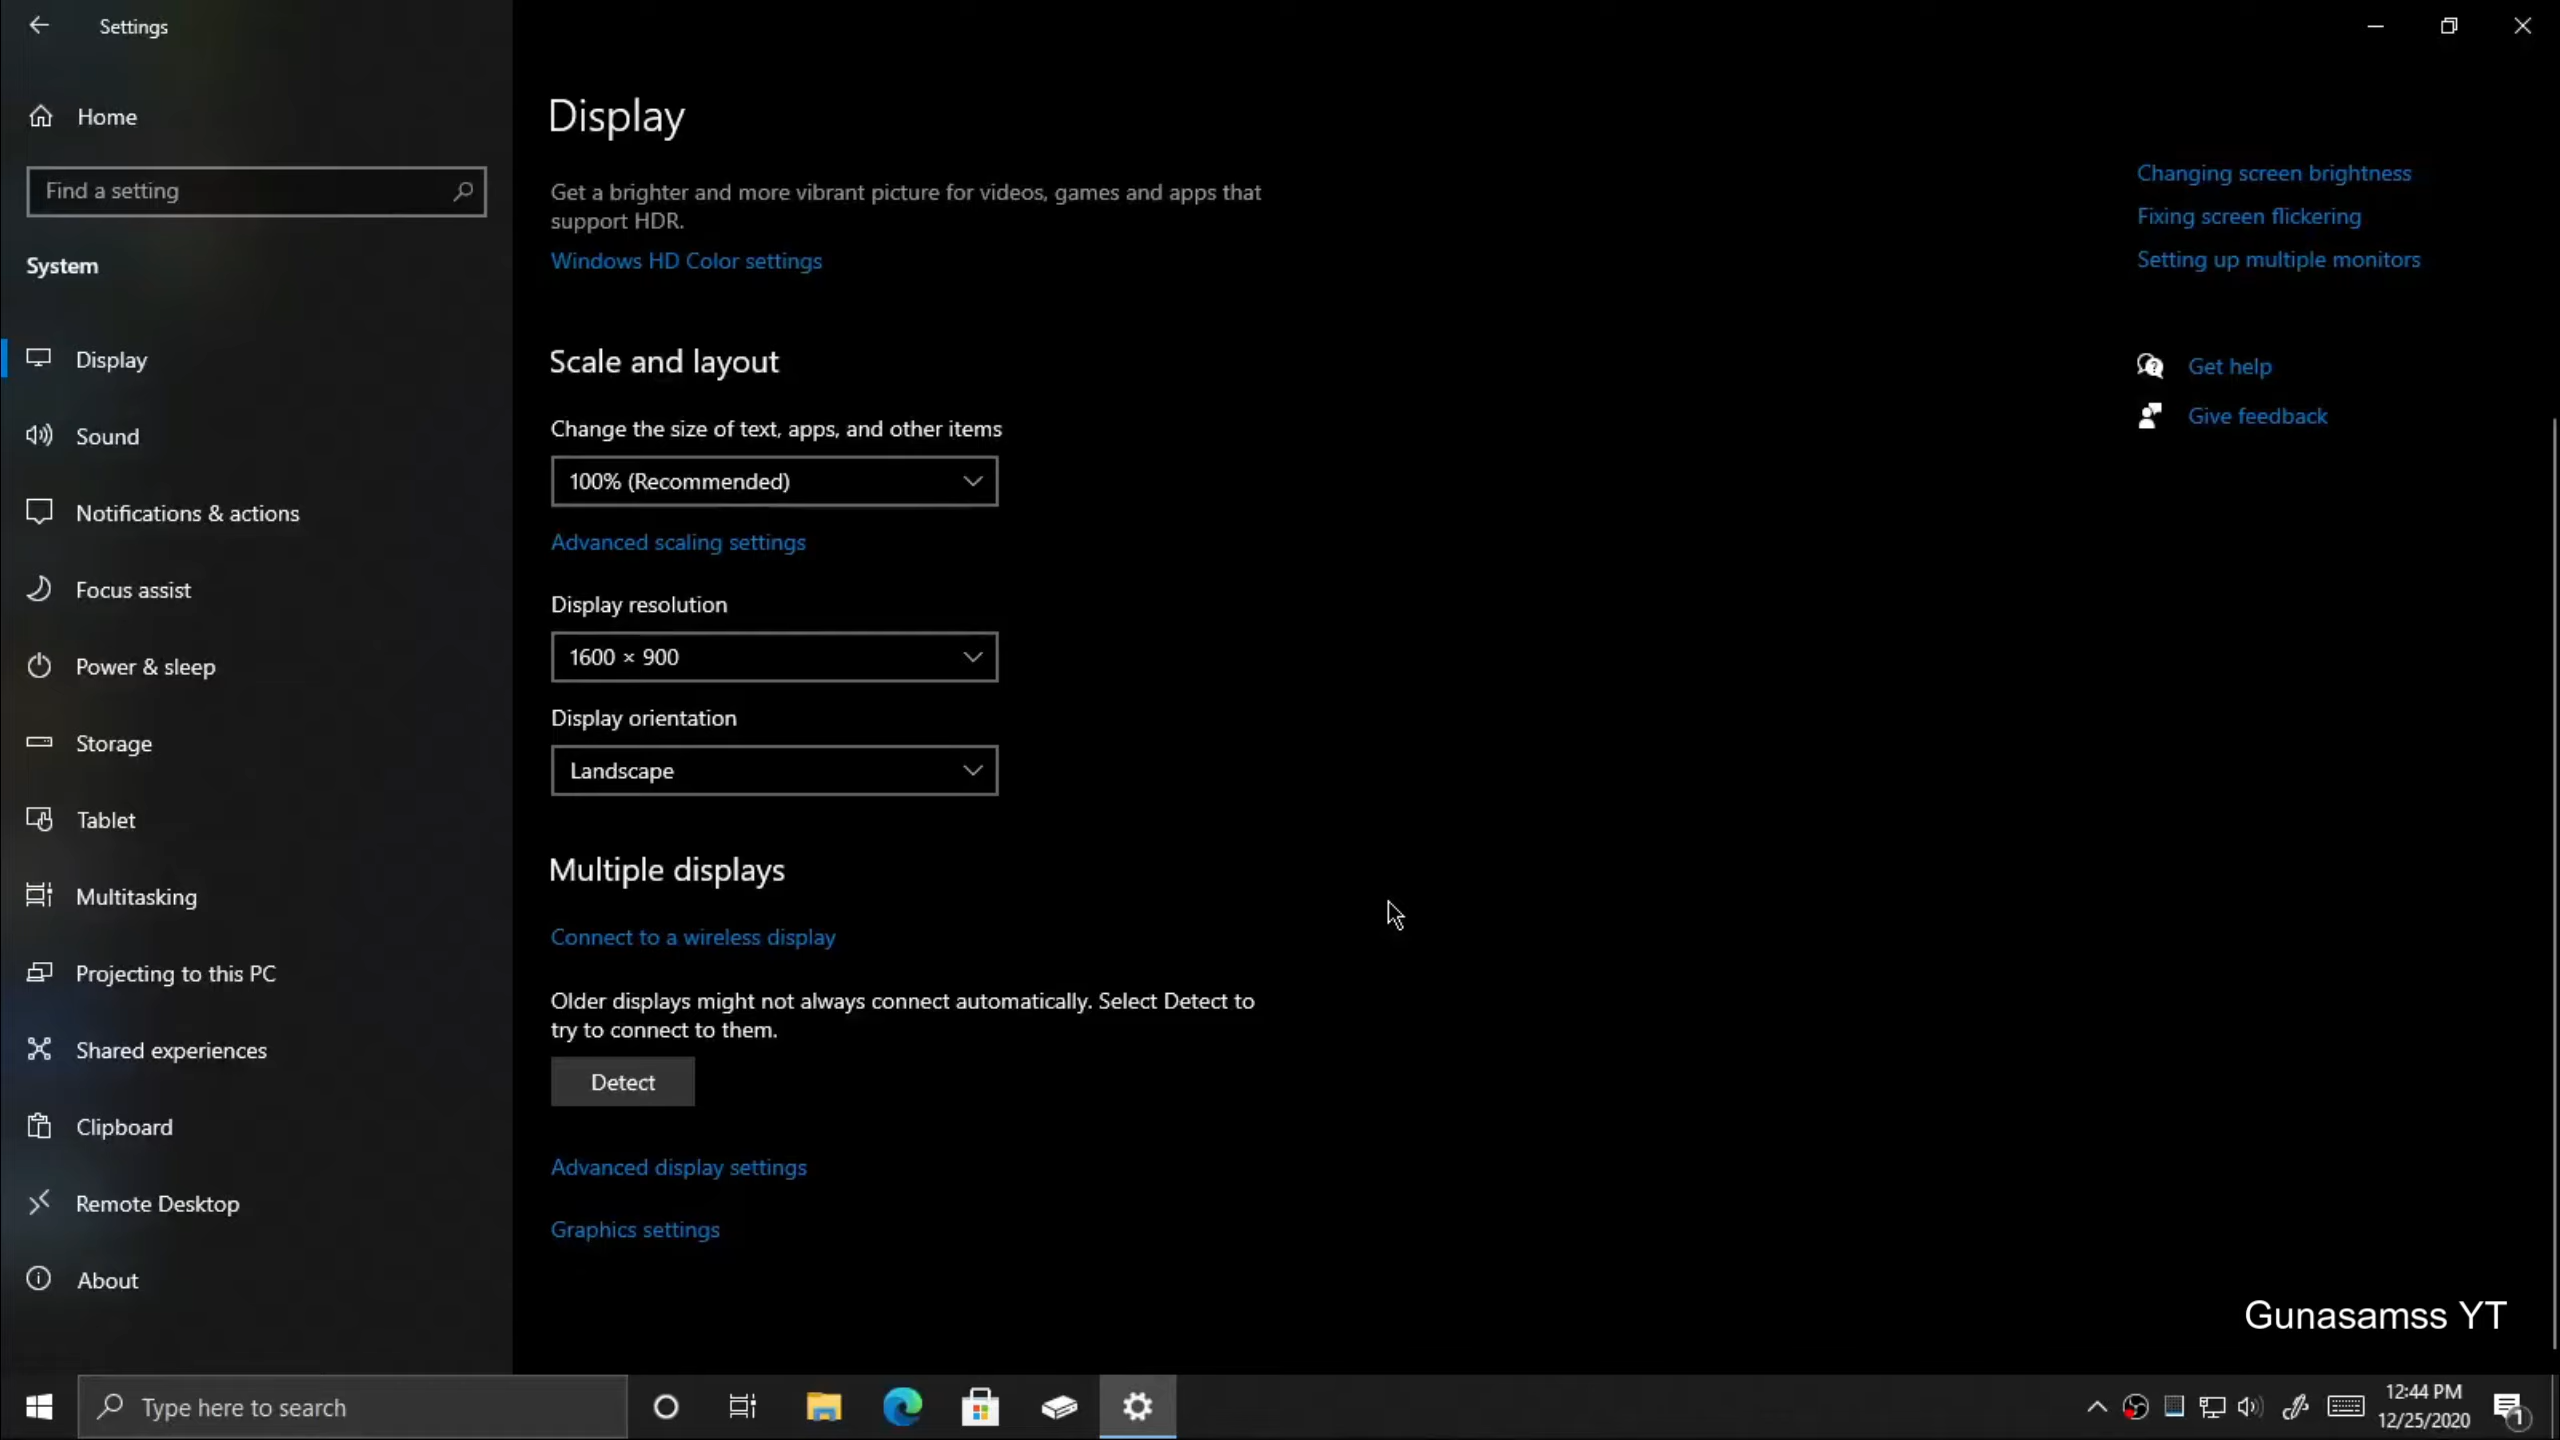 Settings
Home
Find a setting
System
Display
Sound
Notifications & actions
Focus assist
Power & sleep
Storage
Tablet
Multitasking
Projecting to this PC
Shared experiences
Clipboard
Remote Desktop
About
Display
Get a brighter and more vibrant picture for videos, games and apps that
support HDR.
Windows HD Color settings
Scale and layout
Change the size of text, apps, and other items
100% (Recommended)
Advanced scaling settings
Display resolution
1600 × 900
Display orientation
Landscape
Multiple displays
Connect to a wireless display
Older displays might not always connect automatically. Select Detect to
try to connect to them.
Detect
Advanced display settings
Graphics settings
Changing screen brightness
Fixing screen flickering
Setting up multiple monitors
Get help
Give feedback
Gunasamss YT
Type here to search
12:44 PM
12/25/2020
1